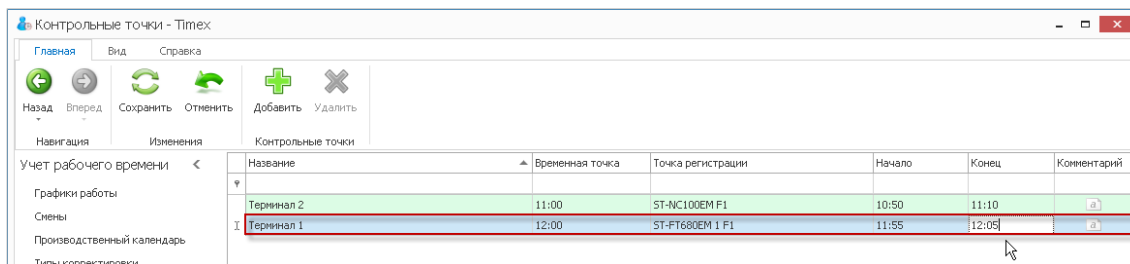 Контрольные точки - Timex
Главная Вид Справка
Назад Вперед Сохранить Отменить Добавить Удалить
Навигация Изменения Контрольные точки
Учет рабочего времени <
Название Временная точка Точка регистрации Начало Конец Комментарий
Графики работы
Терминал 2 11:00 ST-NC100EM F1 10:50 11:10 a
Смены
Терминал 1 12:00 ST-FT680EM 1 F1 11:55 12:05 a
Производственный календарь
Типы корректировки